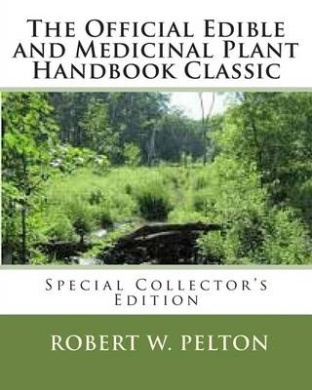 The Official Edible
and Medicinal Plant
Handbook Classic
Special Collector's
Edition
Robert W. Pelton